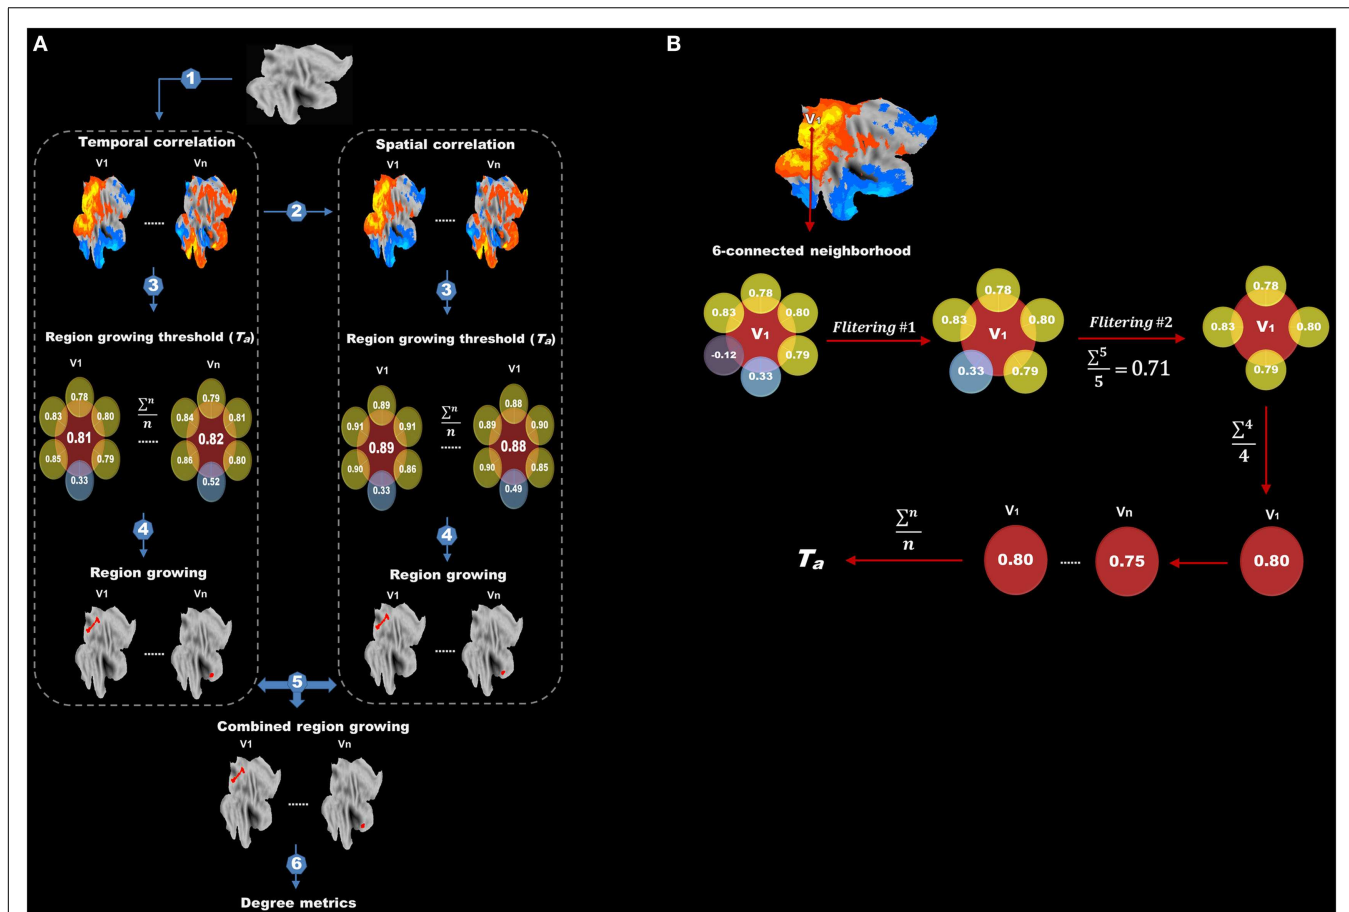 A
1
Temporal correlation
V1
Vn
......
2
Spatial correlation
V1
Vn
......
3
3
Region growing threshold (Ta)
V1
Vn
0.78
0.83
0.80
0.81
0.85
0.79
0.33
∑ⁿ
n
......
0.79
0.84
0.81
0.82
0.86
0.80
0.52
Region growing threshold (Ta)
V1
V1
0.89
0.91
0.91
0.89
0.90
0.86
0.33
∑ⁿ
n
......
0.88
0.89
0.90
0.88
0.90
0.85
0.49
4
4
Region growing
V1
Vn
......
Region growing
V1
Vn
......
5
Combined region growing
V1
Vn
......
6
Degree metrics
B
V1
6-connected neighborhood
0.78
0.83
0.80
V1
-0.12
0.79
0.33
Flitering #1
0.78
0.83
0.80
V1
0.33
0.79
Flitering #2
∑⁵
5
= 0.71
0.78
0.83
V1
0.80
0.79
∑⁴
4
V1
0.80
Vn
0.75
......
V1
0.80
∑ⁿ
n
Ta